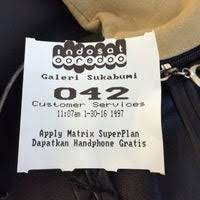 indosat
ooredoo
Galeri Sukabumi
042
Customer Services
11:07am 1-30-16 1997
Apply Matrix SuperPlan
Dapatkan Handphone Gratis